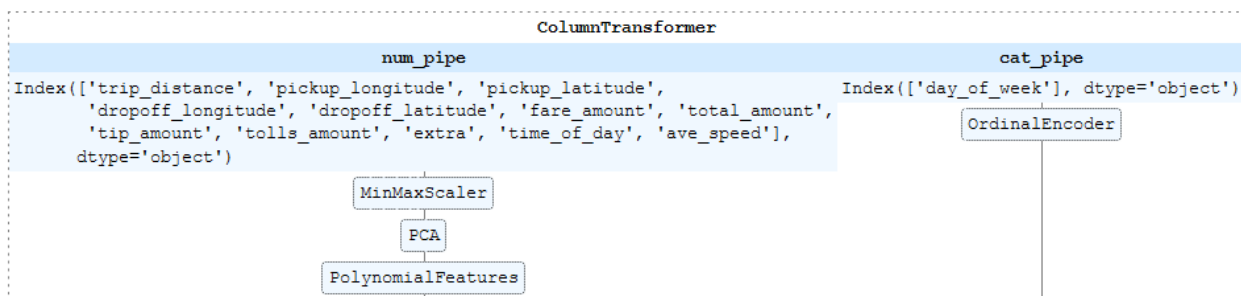 ColumnTransformer
num_pipe
Index(['trip_distance', 'pickup_longitude', 'pickup_latitude',
'dropoff_longitude', 'dropoff_latitude', 'fare_amount', 'total_amount',
'tip_amount', 'tolls_amount', 'extra', 'time_of_day', 'ave_speed'],
dtype='object')
MinMaxScaler
PCA
PolynomialFeatures
cat_pipe
Index(['day_of_week'], dtype='object')
OrdinalEncoder